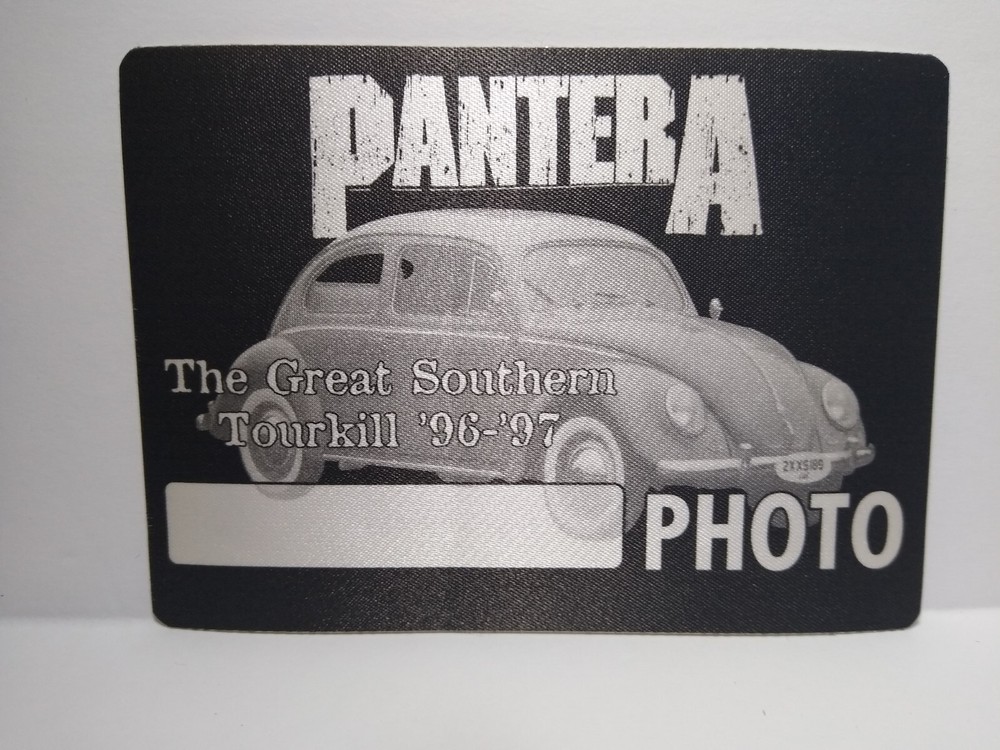 PANTERA
The Great Southern
Tourkill '96-'97
PHOTO